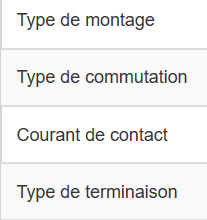 Type de montage
Type de commutation
Courant de contact
Type de terminaison